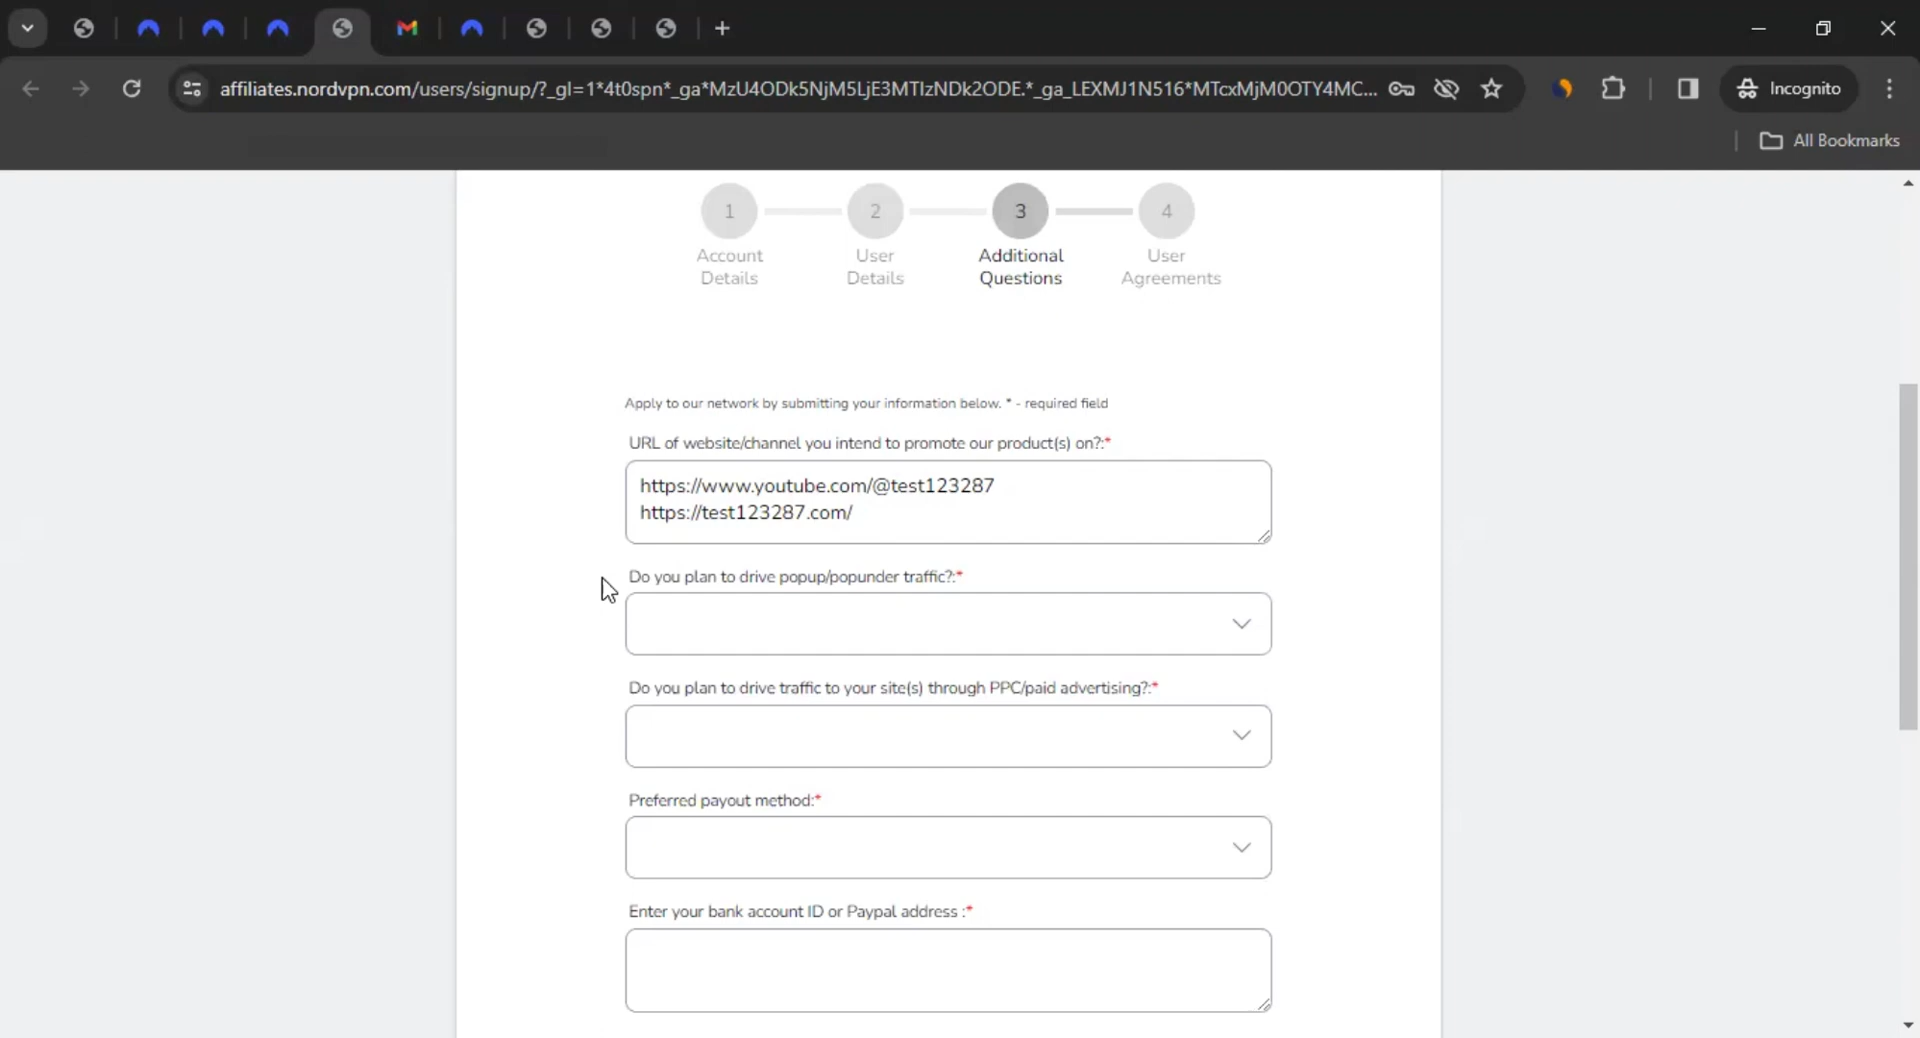 affiliates.nordvpn.com/users/signup/?_gl=1*4t0spn*_ga*MzU4ODk5NjM5LjE3MTIzNDk2ODE.*_ga_LEXMJ1N516*MTcxMjM0OTY4MC...
Incognito
All Bookmarks
1 2 3 4
Account Details
User Details
Additional Questions
User Agreements
Apply to our network by submitting your information below. * - required field
URL of website/channel you intend to promote our product(s) on?:*
https://www.youtube.com/@test123287
https://test123287.com/
Do you plan to drive popup/popunder traffic?:*
Do you plan to drive traffic to your site(s) through PPC/paid advertising?:*
Preferred payout method:*
Enter your bank account ID or Paypal address :*